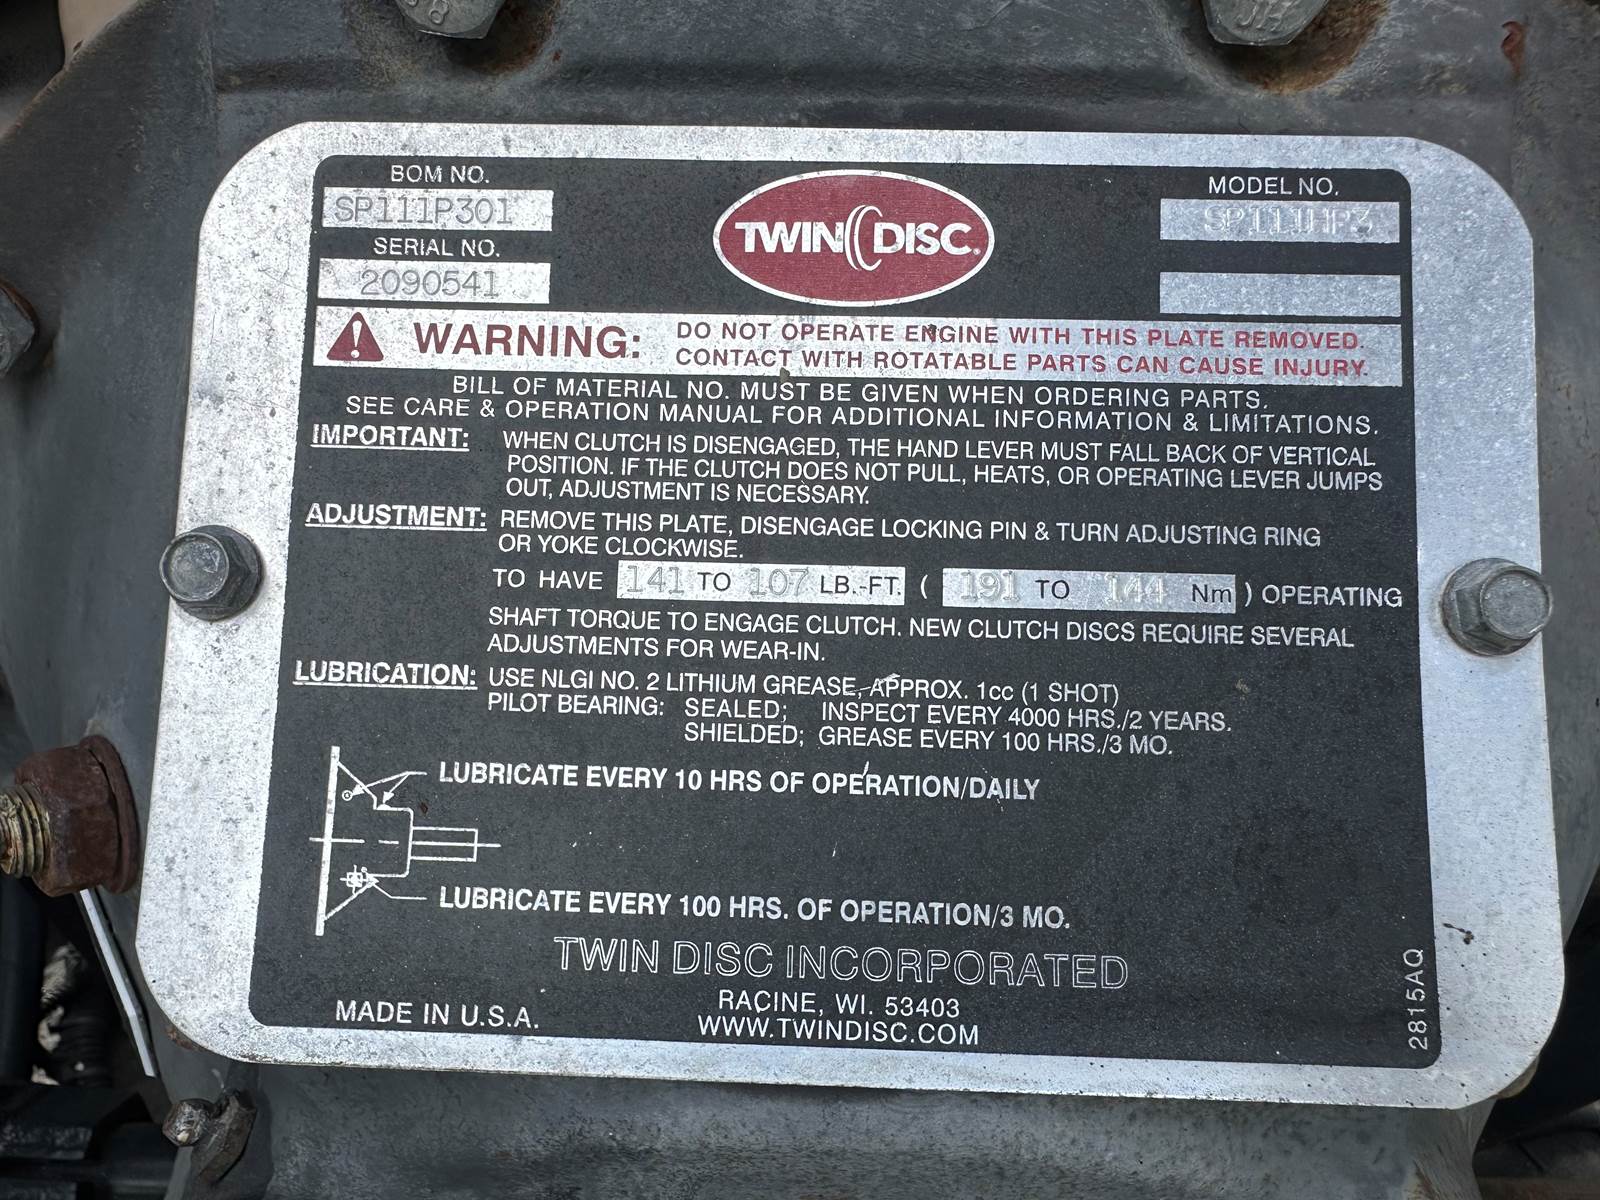 BOM NO.
SP111P301
SERIAL NO.
2090541
TWIN DISC
MODEL NO.
SP111HP3
WARNING: DO NOT OPERATE ENGINE WITH THIS PLATE REMOVED.
CONTACT WITH ROTATABLE PARTS CAN CAUSE INJURY.
BILL OF MATERIAL NO. MUST BE GIVEN WHEN ORDERING PARTS.
SEE CARE & OPERATION MANUAL FOR ADDITIONAL INFORMATION & LIMITATIONS.
IMPORTANT: WHEN CLUTCH IS DISENGAGED, THE HAND LEVER MUST FALL BACK OF VERTICAL
POSITION. IF THE CLUTCH DOES NOT PULL, HEATS, OR OPERATING LEVER JUMPS
OUT, ADJUSTMENT IS NECESSARY.
ADJUSTMENT: REMOVE THIS PLATE, DISENGAGE LOCKING PIN & TURN ADJUSTING RING
OR YOKE CLOCKWISE.
TO HAVE 141 TO 107 LB.-FT. ( 191 TO 144 Nm ) OPERATING
SHAFT TORQUE TO ENGAGE CLUTCH. NEW CLUTCH DISCS REQUIRE SEVERAL
ADJUSTMENTS FOR WEAR-IN.
LUBRICATION: USE NLGI NO. 2 LITHIUM GREASE, APPROX. 1cc (1 SHOT)
PILOT BEARING: SEALED; INSPECT EVERY 4000 HRS./2 YEARS.
SHIELDED; GREASE EVERY 100 HRS./3 MO.
LUBRICATE EVERY 10 HRS OF OPERATION/DAILY
LUBRICATE EVERY 100 HRS. OF OPERATION/3 MO.
TWIN DISC INCORPORATED
RACINE, WI. 53403
MADE IN U.S.A.
WWW.TWINDISC.COM
2815AQ